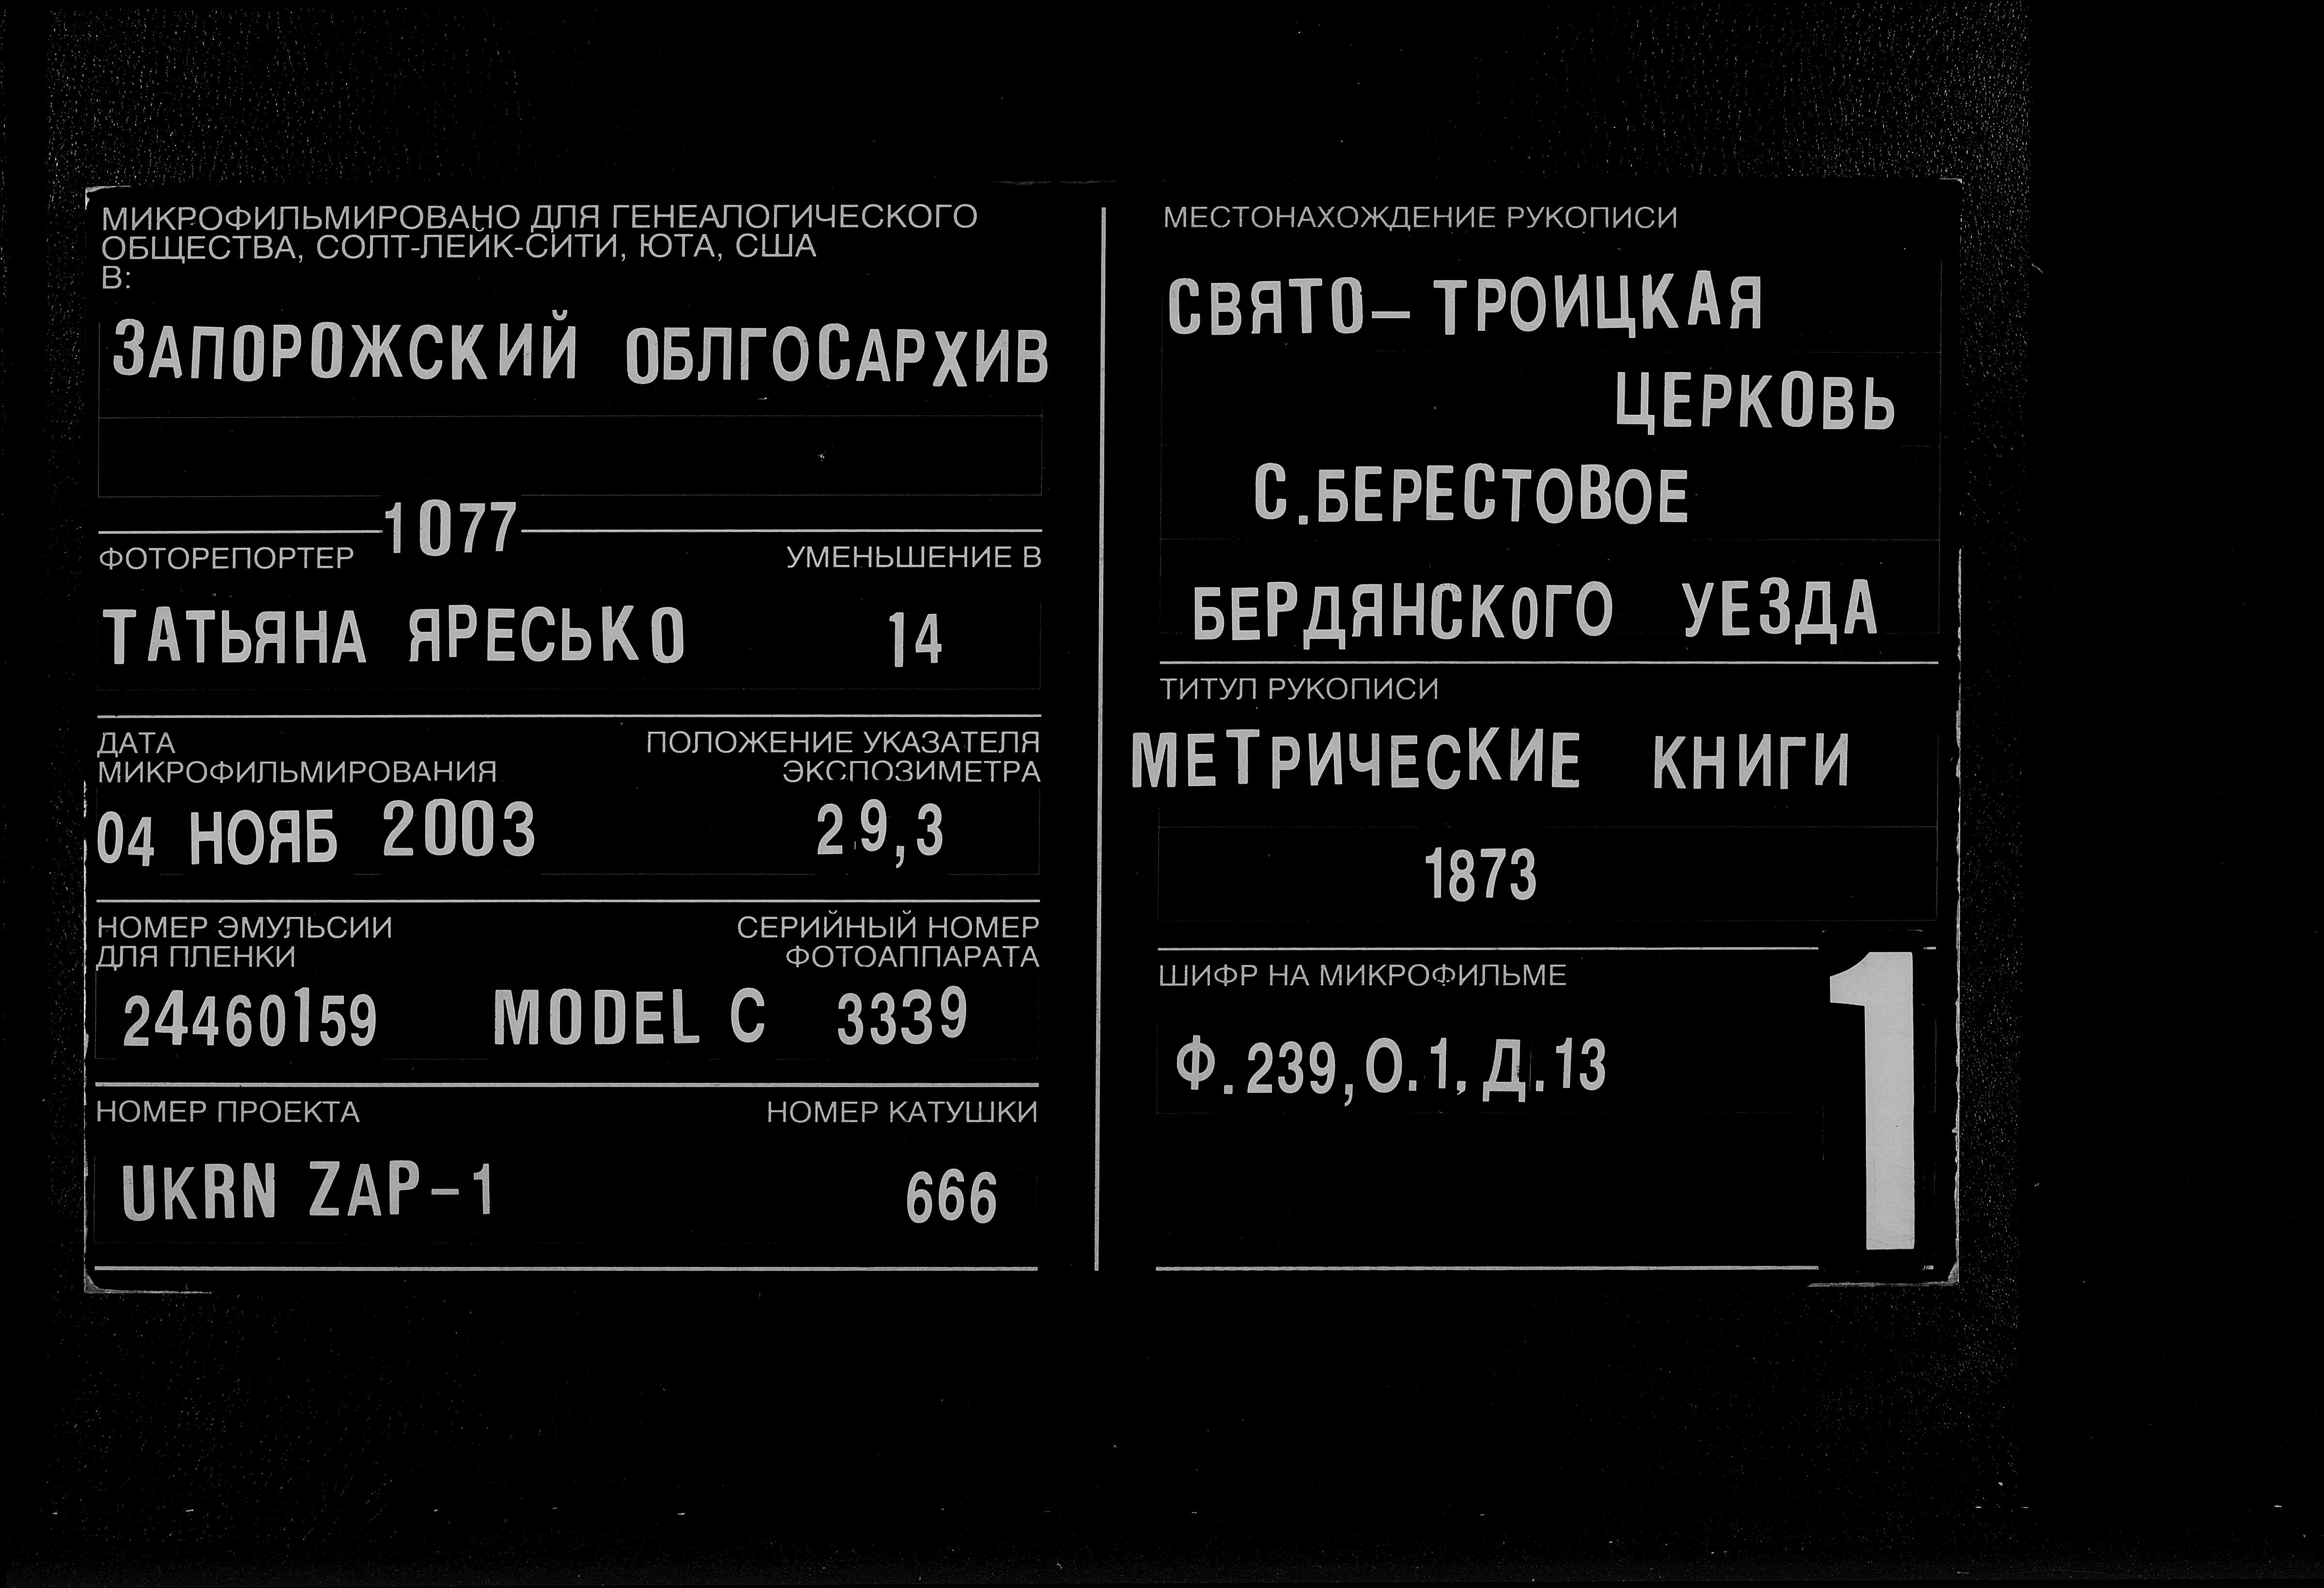 МИКРОФИЛЬМИРОВАНО ДЛЯ ГЕНЕАЛОГИЧЕСКОГО
ОБЩЕСТВА, СОЛТ-ЛЕЙК-СИТИ, ЮТА, США
В:
ЗАПОРОЖСКИЙ ОБЛГОСАРХИВ
1077
ФОТОРЕПОРТЕР УМЕНЬШЕНИЕ В
ТАТЬЯНА ЯРЕСЬКО 14
ДАТА ПОЛОЖЕНИЕ УКАЗАТЕЛЯ
МИКРОФИЛЬМИРОВАНИЯ ЭКСПОЗИМЕТРА
04 НОЯБ 2003 29,3
НОМЕР ЭМУЛЬСИИ СЕРИЙНЫЙ НОМЕР
ДЛЯ ПЛЕНКИ ФОТОАППАРАТА
24460159 MODEL C 3339
НОМЕР ПРОЕКТА НОМЕР КАТУШКИ
UKRN ZAP-1 666
МЕСТОНАХОЖДЕНИЕ РУКОПИСИ
СВЯТО-ТРОИЦКАЯ
ЦЕРКОВЬ
С.БЕРЕСТОВОЕ
БЕРДЯНСКОГО УЕЗДА
ТИТУЛ РУКОПИСИ
МЕТРИЧЕСКИЕ КНИГИ
1873
ШИФР НА МИКРОФИЛЬМЕ
Ф.239,О.1,Д.13
1